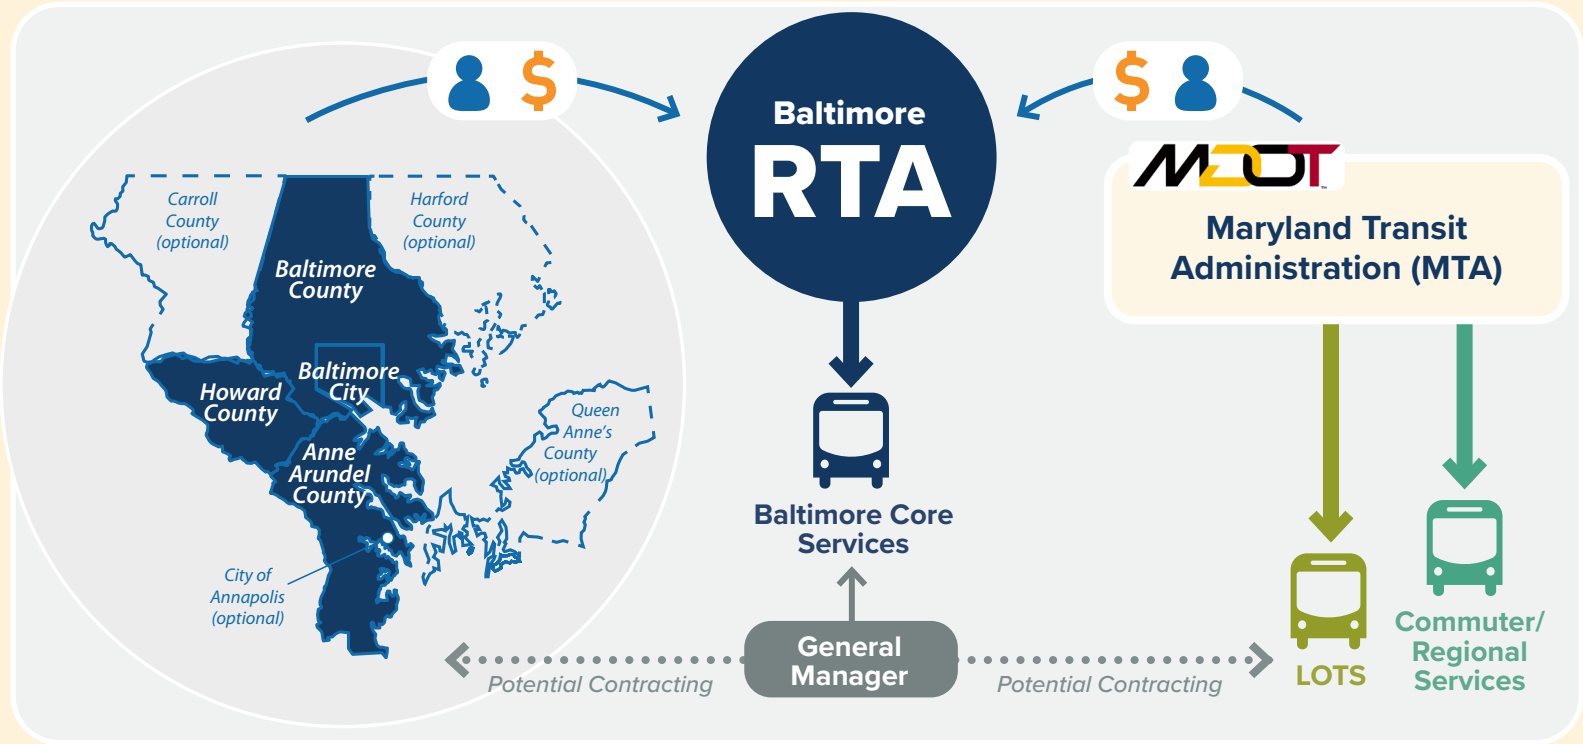 $
$
Baltimore
RTA
MDOT
™
Maryland Transit
Administration (MTA)
Carroll
County
(optional)
Harford
County
(optional)
Baltimore
County
Baltimore
City
Howard
County
Anne
Arundel
County
Queen
Anne's
County
(optional)
City of
Annapolis
(optional)
Baltimore Core
Services
General
Manager
Potential Contracting
Potential Contracting
LOTS
Commuter/
Regional
Services